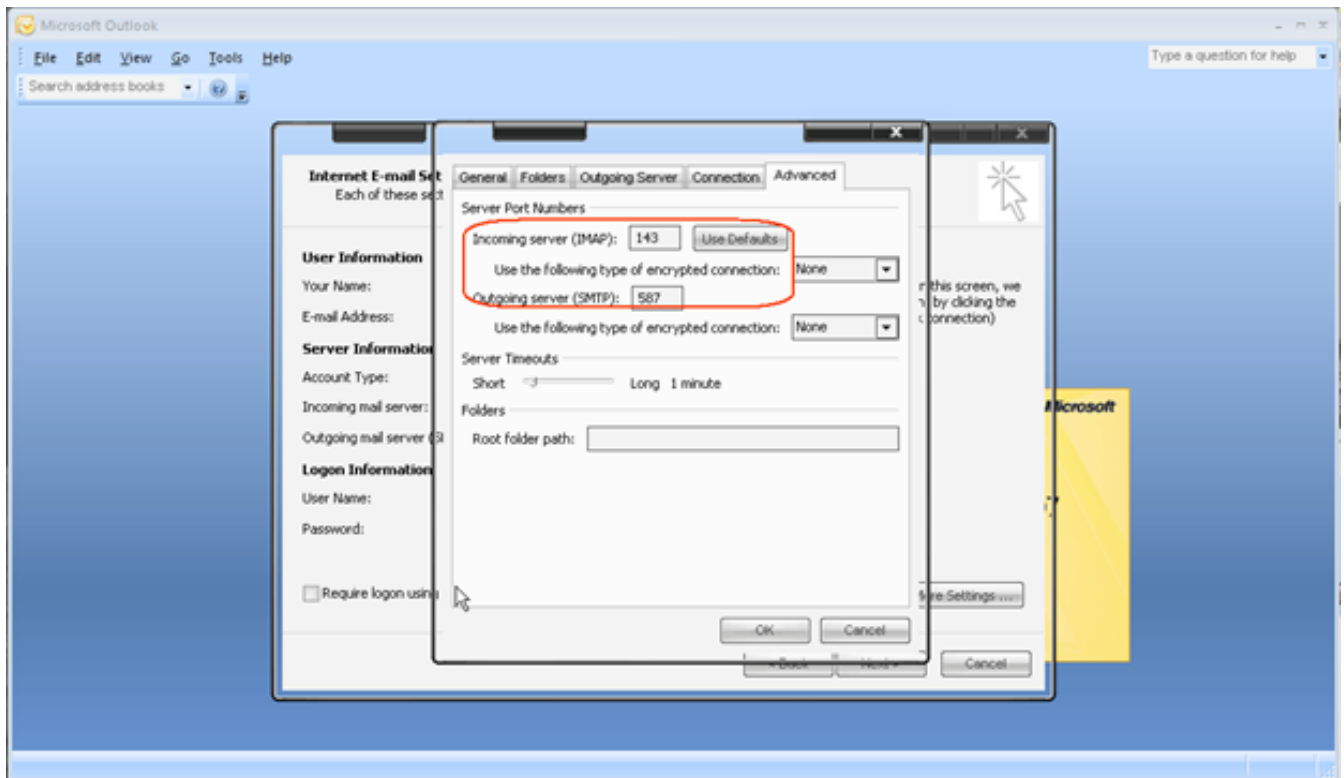 Microsoft Outlook
File Edit View Go Tools Help
Type a question for help
Search address books
Internet E-mail Set
Each of these sect
General Folders Outgoing Server Connection Advanced
Server Port Numbers
Incoming server (IMAP): 143 Use Defaults
Use the following type of encrypted connection: None
Outgoing server (SMTP): 587
Use the following type of encrypted connection: None
Server Timeouts
Short Long 1 minute
Folders
Root folder path:
OK Cancel
User Information
Your Name:
E-mail Address:
Server Information
Account Type:
Incoming mail server:
Outgoing mail server (S
Logon Information
User Name:
Password:
Require logon using
this screen, we
by clicking the
connection)
More Settings ...
< Back Next > Cancel
Microsoft